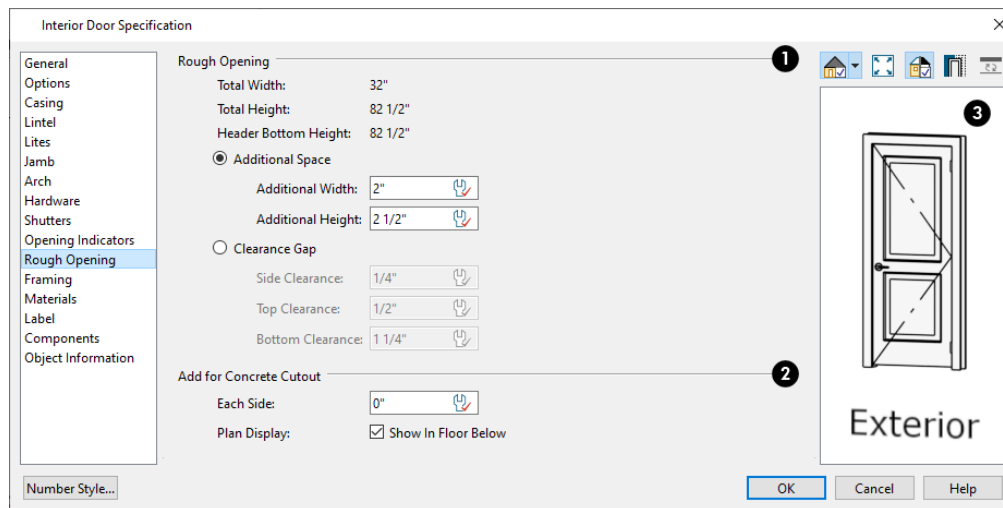 Interior Door Specification
General
Options
Casing
Lintel
Lites
Jamb
Arch
Hardware
Shutters
Opening Indicators
Rough Opening
Framing
Materials
Label
Components
Object Information
Number Style...
Rough Opening
1
Total Width: 32"
Total Height: 82 1/2"
Header Bottom Height: 82 1/2"
Additional Space
Additional Width: 2"
Additional Height: 2 1/2"
Clearance Gap
Side Clearance: 1/4"
Top Clearance: 1/2"
Bottom Clearance: 1 1/4"
Add for Concrete Cutout
2
Each Side: 0"
Plan Display: Show In Floor Below
3
Exterior
OK Cancel Help